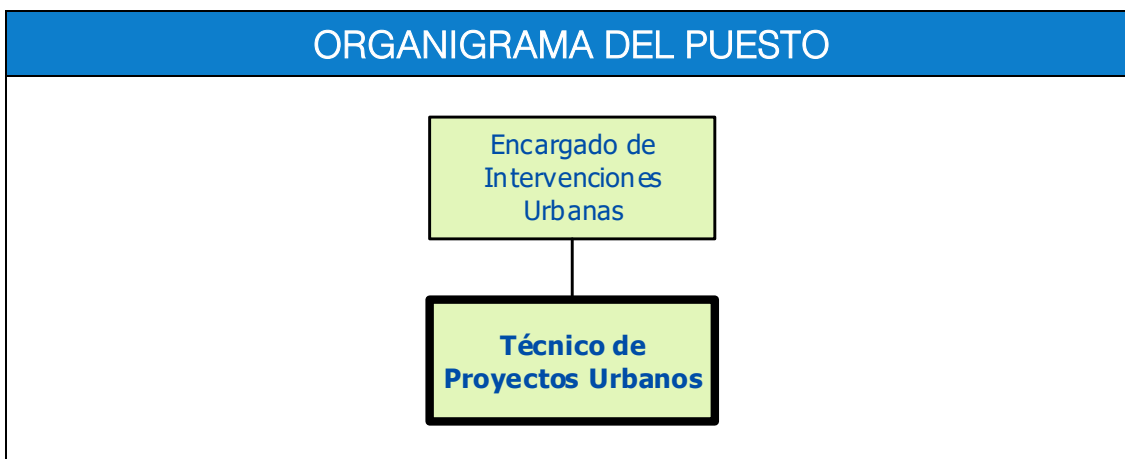 ORGANIGRAMA DEL PUESTO
Encargado de
Intervenciones
Urbanas
Técnico de
Proyectos Urbanos